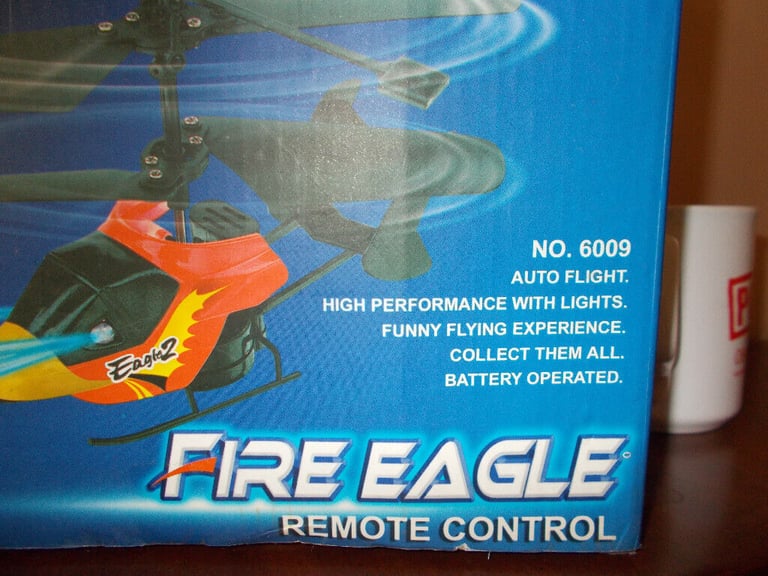 NO. 6009
AUTO FLIGHT.
HIGH PERFORMANCE WITH LIGHTS.
FUNNY FLYING EXPERIENCE.
COLLECT THEM ALL.
BATTERY OPERATED.
Eagle2
FIRE EAGLE
REMOTE CONTROL
P